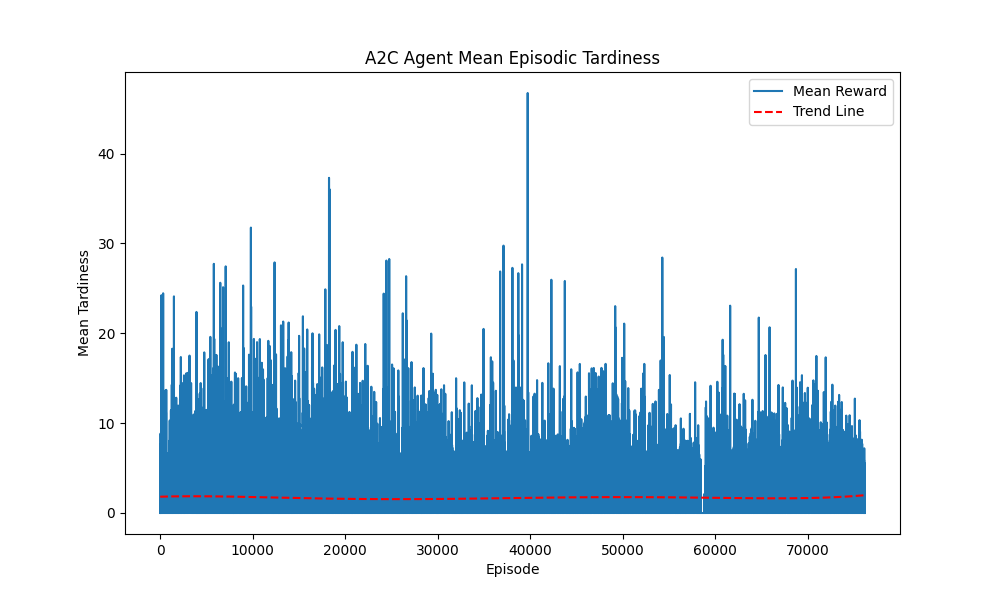 A2C Agent Mean Episodic Tardiness
Mean Reward
Trend Line
Mean Tardiness
40
30
20
10
0
0 10000 20000 30000 40000 50000 60000 70000
Episode